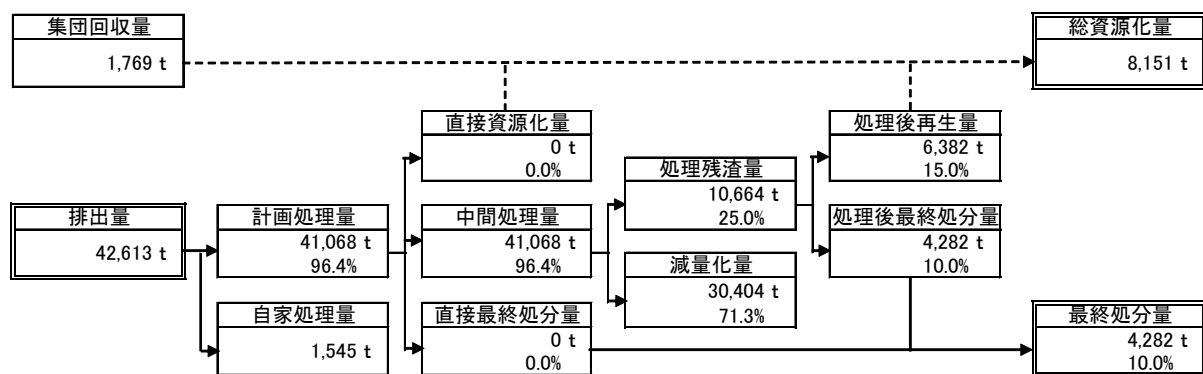 集団回収量
1,769 t
総資源化量
8,151 t
直接資源化量
0 t
0.0%
処理後再生量
6,382 t
15.0%
処理残渣量
10,664 t
25.0%
排出量
42,613 t
計画処理量
41,068 t
96.4%
中間処理量
41,068 t
96.4%
処理後最終処分量
4,282 t
10.0%
減量化量
30,404 t
71.3%
自家処理量
1,545 t
直接最終処分量
0 t
0.0%
最終処分量
4,282 t
10.0%